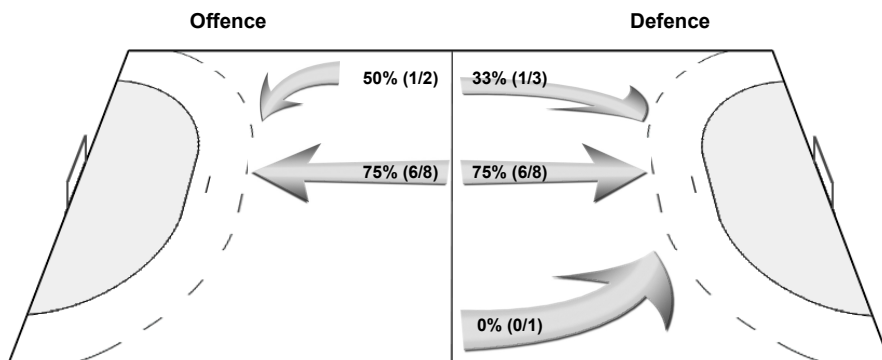 Offence
Defence
50% (1/2)
33% (1/3)
75% (6/8)
75% (6/8)
0% (0/1)